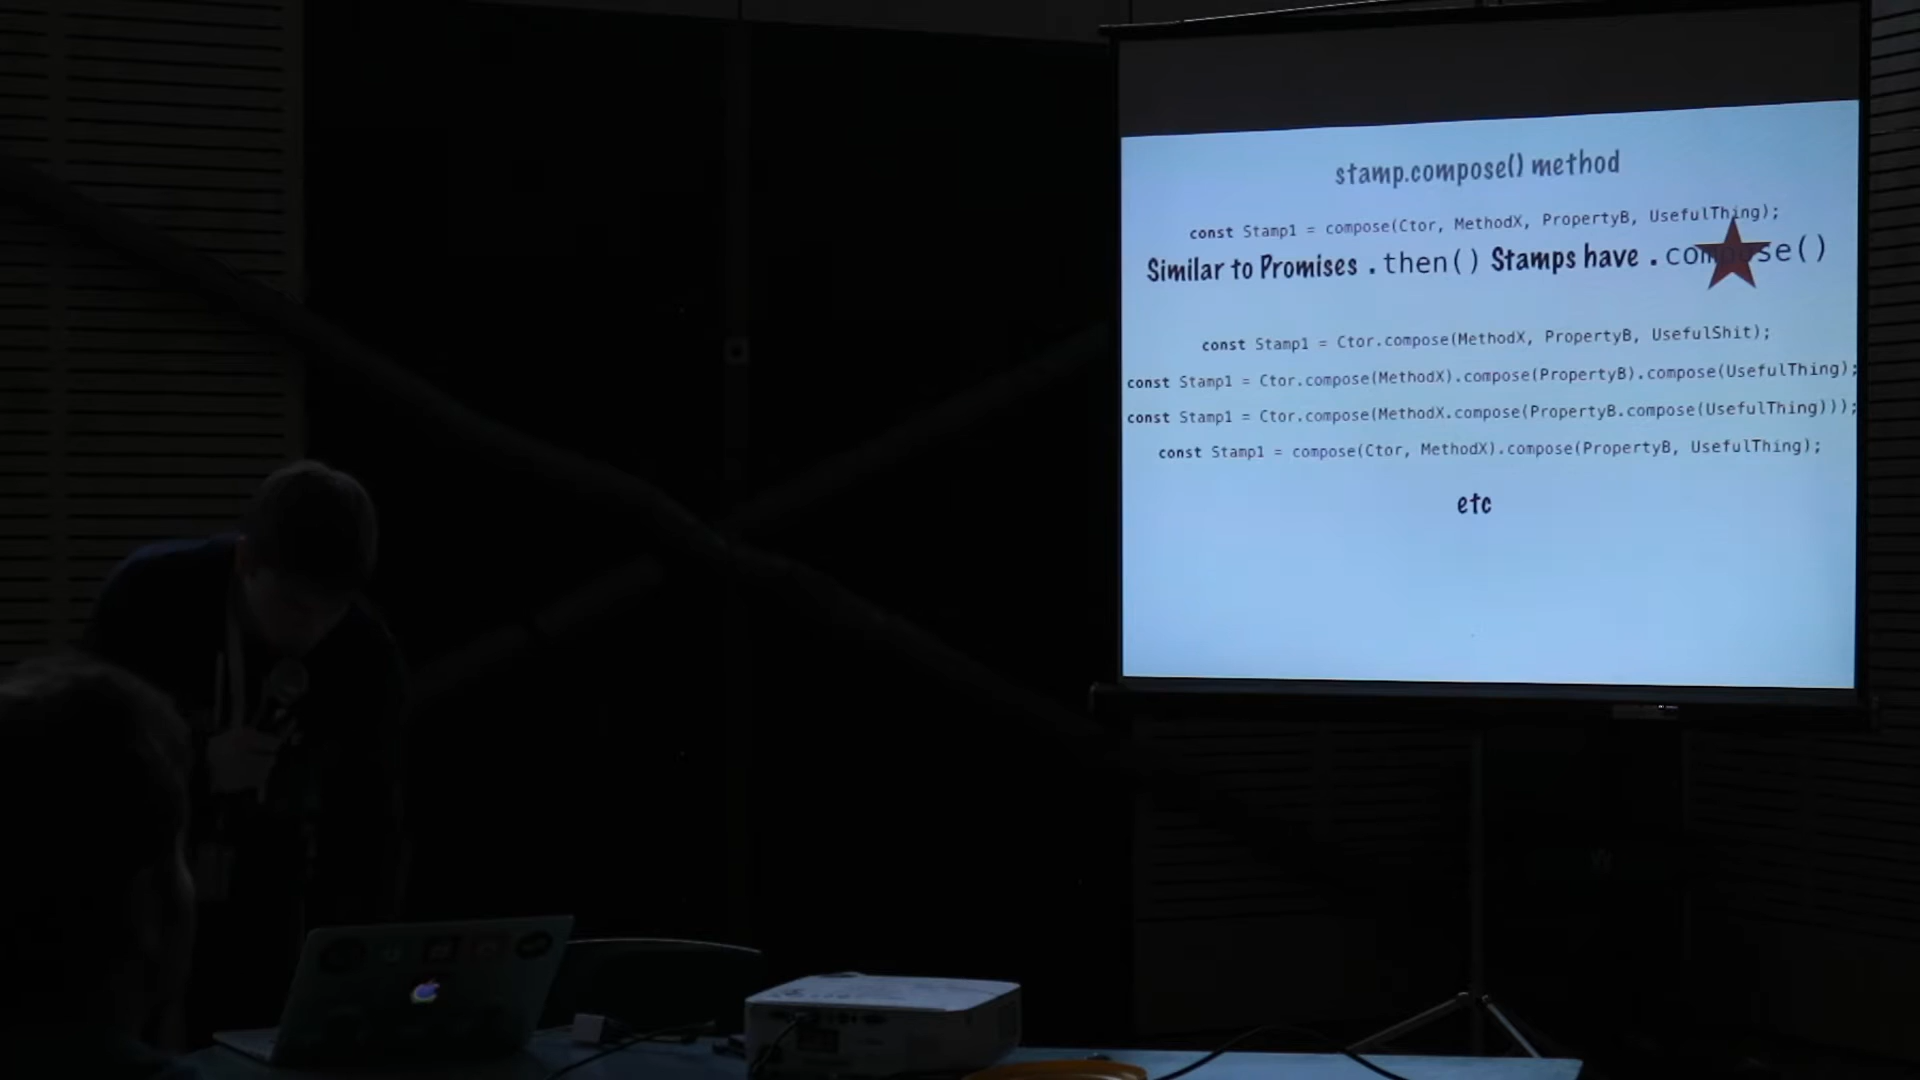 stamp.compose() method
const Stamp1 = compose(Ctor, MethodX, PropertyB, UsefulThing);
Similar to Promises .then() Stamps have .compose()
const Stamp1 = Ctor.compose(MethodX, PropertyB, UsefulShit);
const Stamp1 = Ctor.compose(MethodX).compose(PropertyB).compose(UsefulThing);
const Stamp1 = Ctor.compose(MethodX.compose(PropertyB.compose(UsefulThing)));
const Stamp1 = compose(Ctor, MethodX).compose(PropertyB, UsefulThing);
etc